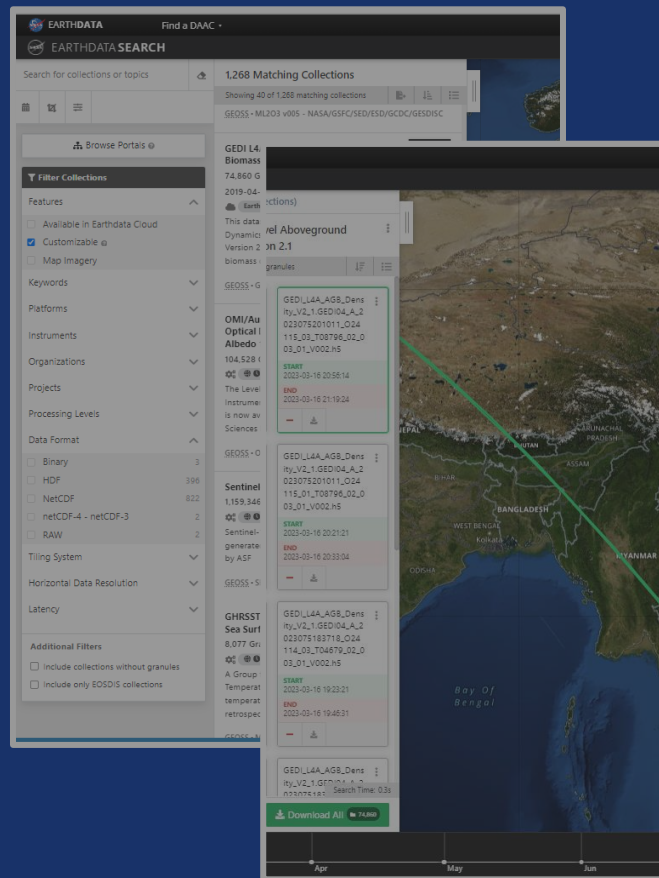 EARTHDATA
Find a DAAC
EARTHDATA SEARCH
Search for collections or topics
Browse Portals
Filter Collections
Features
Available in Earthdata Cloud
Customizable
Map Imagery
Keywords
Platforms
Instruments
Organizations
Projects
Processing Levels
Data Format
Binary 3
HDF 396
NetCDF 822
netCDF-4 - netCDF-3 2
RAW 2
Tiling System
Horizontal Data Resolution
Latency
Additional Filters
Include collections without granules
Include only EOSDIS collections
1,268 Matching Collections
Showing 40 of 1,268 matching collections
GEOSS • ML2O3 v005 - NASA/GSFC/SED/ESD/GCDC/GESDISC
GEDI L4
Biomass
74,860 G
2019-04-
Earth
This data
Dynamics
Version 2
biomass
GEOSS • G
OMI/Au
Optical
Albedo
104,528
The Level
Instrume
is now av
Sciences
GEOSS • O
Sentinel
1,159,346
Sentinel-
generate
by ASF
GEOSS • S
GHRSST
Sea Surf
8,077 Gr
A Group
Temperat
temperat
retrospec
ections)
vel Aboveground
on 2.1
granules
GEDI_L4A_AGB_Dens
ity_V2_1.GEDI04_A_2
023075201011_O24
115_03_T08796_02_0
03_01_V002.h5
START
2023-03-16 20:56:14
END
2023-03-16 21:19:24
GEDI_L4A_AGB_Dens
ity_V2_1.GEDI04_A_2
023075201011_O24
115_01_T08796_02_0
03_01_V002.h5
START
2023-03-16 20:21:21
END
2023-03-16 20:33:04
GEDI_L4A_AGB_Dens
ity_V2_1.GEDI04_A_2
023075183718_O24
114_03_T04679_02_0
03_01_V002.h5
START
2023-03-16 19:23:21
END
2023-03-16 19:46:31
GEDI_L4A_AGB_Dens
ity_V2_1.GEDI04_A_2
Search Time: 0.3s
Download All 74,860
NEPAL
BHUTAN
ARUNACHAL
PRADESH
ASSAM
BIHAR
BANGLADESH
WEST BENGAL
Kolkata
MYANMAR
ODISHA
Bay Of
Bengal
Apr
May
Jun